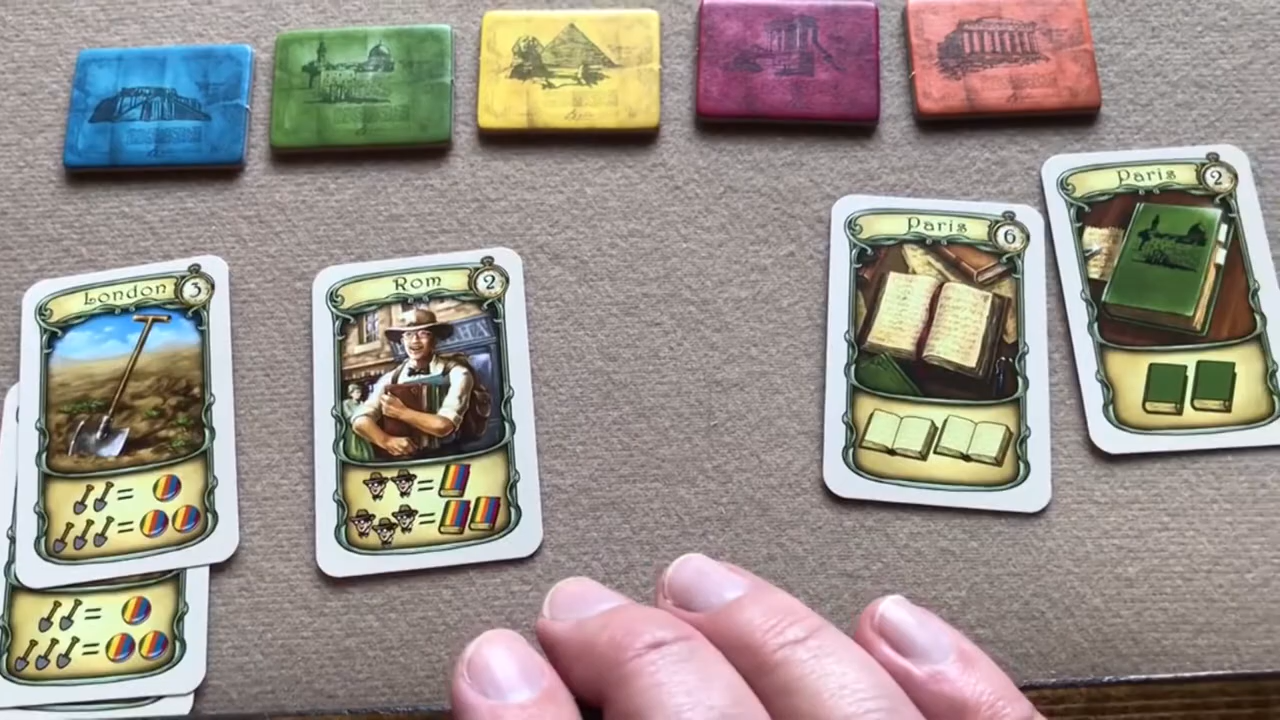 London 3
Rom 2
Paris 6
Paris 2
= 
=
=
=
=
=